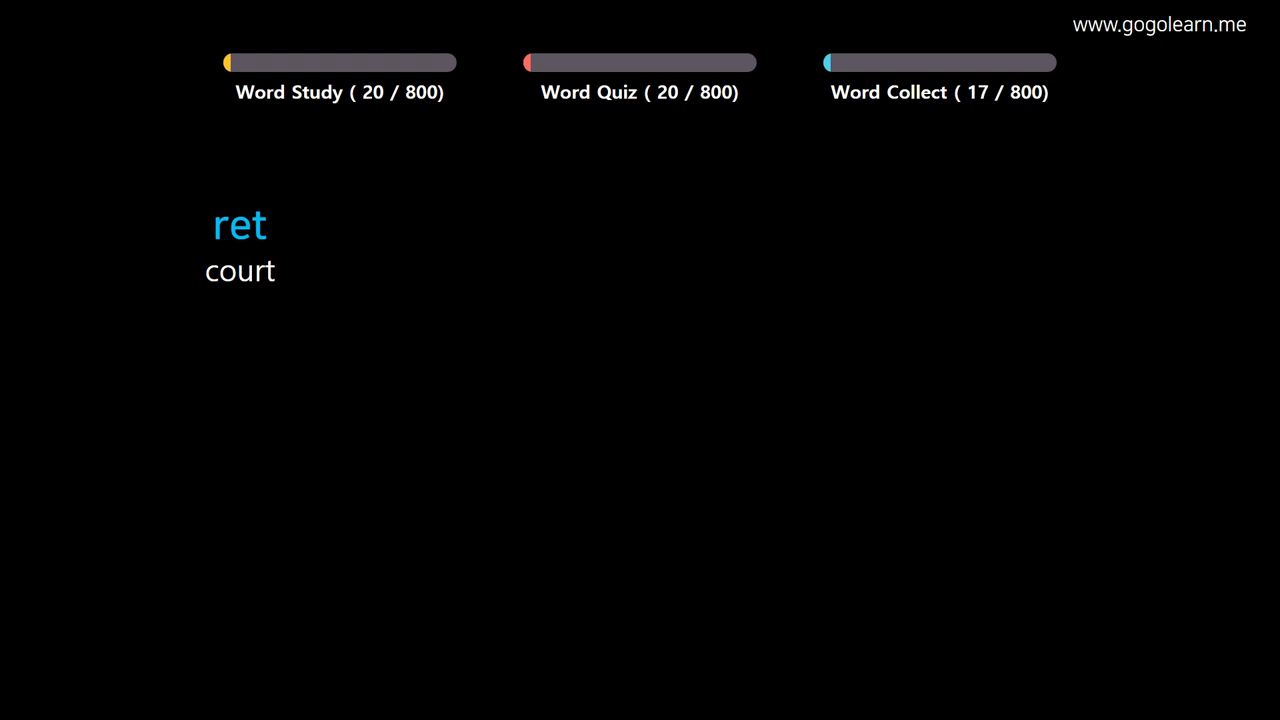 www.gogolearn.me
Word Study ( 20 / 800)
Word Quiz ( 20 / 800)
Word Collect ( 17 / 800)
ret
court